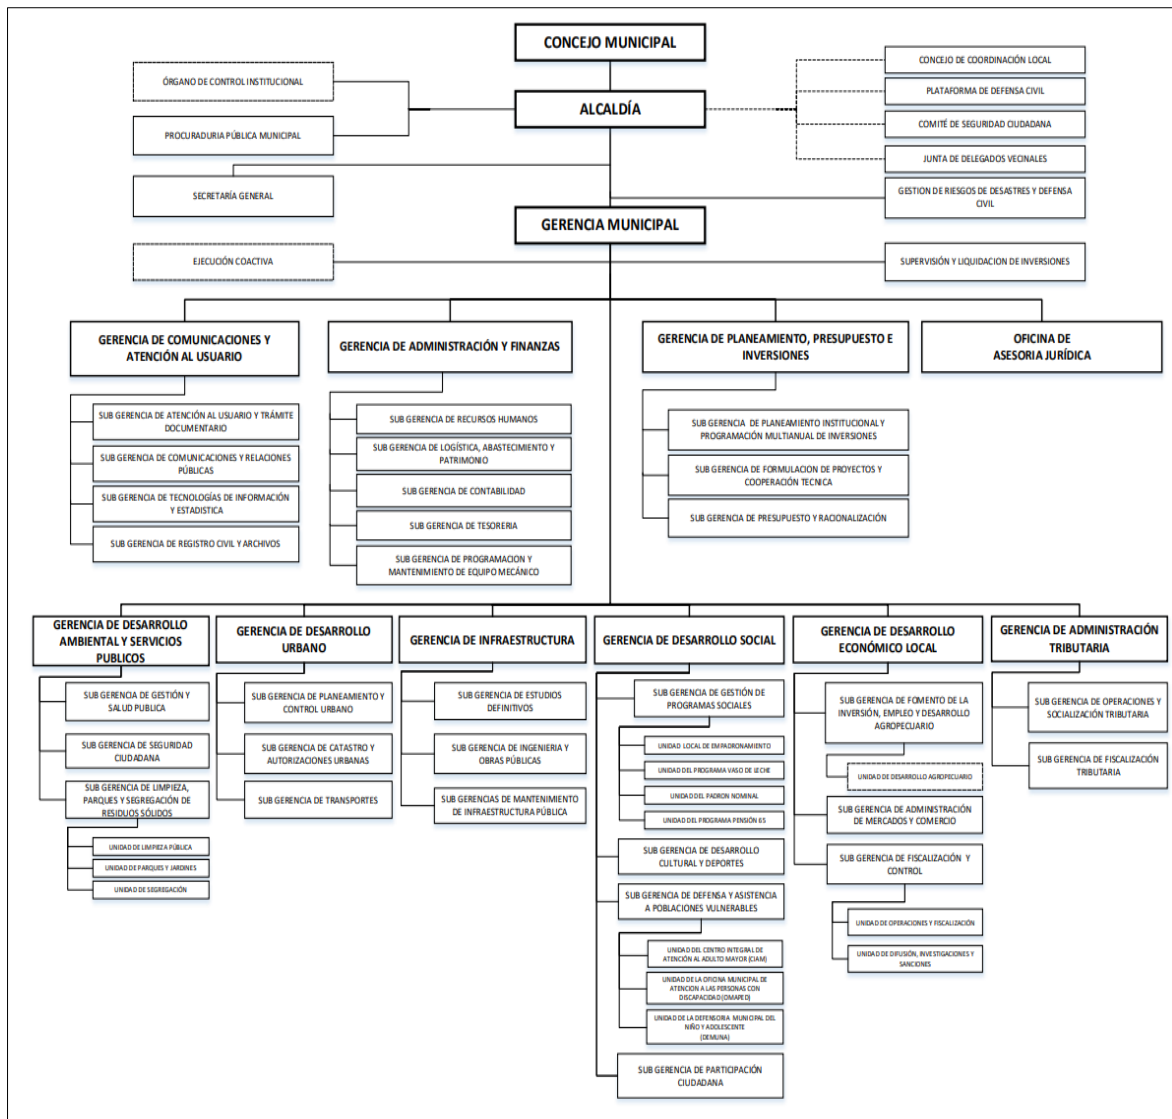 CONCEJO MUNICIPAL
ÓRGANO DE CONTROL INSTITUCIONAL
ALCALDÍA
PROCURADURIA PÚBLICA MUNICIPAL
SECRETARÍA GENERAL
CONCEJO DE COORDINACIÓN LOCAL
PLATAFORMA DE DEFENSA CIVIL
COMITÉ DE SEGURIDAD CIUDADANA
JUNTA DE DELEGADOS VECINALES
GESTION DE RIESGOS DE DESASTRES Y DEFENSA
CIVIL
GERENCIA MUNICIPAL
EJECUCIÓN COACTIVA
SUPERVISIÓN Y LIQUIDACION DE INVERSIONES
GERENCIA DE COMUNICACIONES Y
ATENCIÓN AL USUARIO
SUB GERENCIA DE ATENCIÓN AL USUARIO Y TRÁMITE
DOCUMENTARIO
SUB GERENCIA DE COMUNICACIONES Y RELACIONES
PÚBLICAS
SUB GERENCIA DE TECNOLOGÍAS DE INFORMACIÓN
Y ESTADISTICA
SUB GERENCIA DE REGISTRO CIVIL Y ARCHIVOS
GERENCIA DE ADMINISTRACIÓN Y FINANZAS
SUB GERENCIA DE RECURSOS HUMANOS
SUB GERENCIA DE LOGÍSTICA, ABASTECIMIENTO Y
PATRIMONIO
SUB GERENCIA DE CONTABILIDAD
SUB GERENCIA DE TESORERIA
SUB GERENCIA DE PROGRAMACION Y
MANTENIMIENTO DE EQUIPO MECÁNICO
GERENCIA DE PLANEAMIENTO, PRESUPUESTO E
INVERSIONES
SUB GERENCIA DE PLANEAMIENTO INSTITUCIONAL Y
PROGRAMACIÓN MULTIANUAL DE INVERSIONES
SUB GERENCIA DE FORMULACION DE PROYECTOS Y
COOPERACIÓN TECNICA
SUB GERENCIA DE PRESUPUESTO Y RACIONALIZACIÓN
OFICINA DE
ASESORIA JURÍDICA
GERENCIA DE DESARROLLO
AMBIENTAL Y SERVICIOS
PUBLICOS
SUB GERENCIA DE GESTIÓN Y
SALUD PUBLICA
SUB GERENCIA DE SEGURIDAD
CIUDADANA
SUB GERENCIA DE LIMPIEZA,
PARQUES Y SEGREGACIÓN DE
RESIDUOS SÓLIDOS
UNIDAD DE LIMPIEZA PÚBLICA
UNIDAD DE PARQUES Y JARDINES
UNIDAD DE SEGREGACIÓN
GERENCIA DE DESARROLLO
URBANO
SUB GERENCIA DE PLANEAMIENTO Y
CONTROL URBANO
SUB GERENCIA DE CATASTRO Y
AUTORIZACIONES URBANAS
SUB GERENCIA DE TRANSPORTES
GERENCIA DE INFRAESTRUCTURA
SUB GERENCIA DE ESTUDIOS
DEFINITIVOS
SUB GERENCIA DE INGENIERIA Y
OBRAS PÚBLICAS
SUB GERENCIAS DE MANTENIMIENTO
DE INFRAESTRUCTURA PÚBLICA
GERENCIA DE DESARROLLO SOCIAL
SUB GERENCIA DE GESTIÓN DE
PROGRAMAS SOCIALES
UNIDAD LOCAL DE EMPADRONAMIENTO
UNIDAD DEL PROGRAMA VASO DE LECHE
UNIDAD DEL PADRON NOMINAL
UNIDAD DEL PROGRAMA PENSIÓN 65
SUB GERENCIA DE DESARROLLO
CULTURAL Y DEPORTES
SUB GERENCIA DE DEFENSA Y ASISTENCIA
A POBLACIONES VULNERABLES
UNIDAD DEL CENTRO INTEGRAL DE
ATENCIÓN AL ADULTO MAYOR (CIAM)
UNIDAD DE LA OFICINA MUNICIPAL DE
ATENCION A LAS PERSONAS CON
DISCAPACIDAD (OMAPED)
UNIDAD DE LA DEFENSORIA MUNICIPAL DEL
NIÑO Y ADOLESCENTE
(DEMUNA)
SUB GERENCIA DE PARTICIPACIÓN
CIUDADANA
GERENCIA DE DESARROLLO
ECONÓMICO LOCAL
SUB GERENCIA DE FOMENTO DE LA
INVERSIÓN, EMPLEO Y DESARROLLO
AGROPECUARIO
UNIDAD DE DESARROLLO AGROPECUARIO
SUB GERENCIA DE ADMINISTRACIÓN
DE MERCADOS Y COMERCIO
SUB GERENCIA DE FISCALIZACIÓN Y
CONTROL
UNIDAD DE OPERACIONES Y FISCALIZACIÓN
UNIDAD DE DIFUSIÓN, INVESTIGACIONES Y
SANCIONES
GERENCIA DE ADMINISTRACIÓN
TRIBUTARIA
SUB GERENCIA DE OPERACIONES Y
SOCIALIZACIÓN TRIBUTARIA
SUB GERENCIA DE FISCALIZACIÓN
TRIBUTARIA